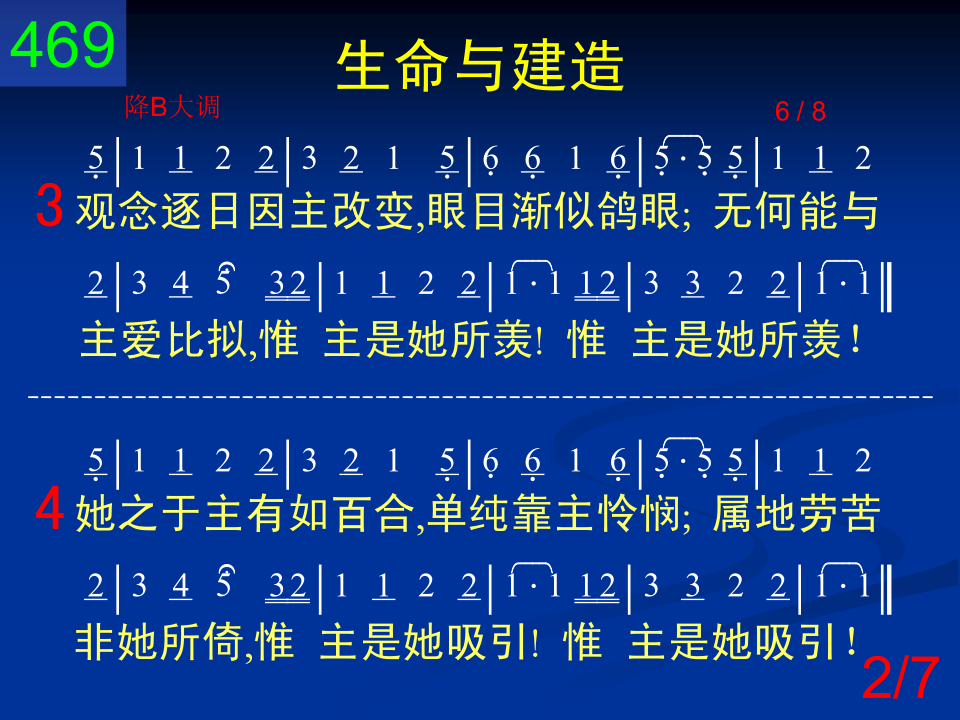 469
生命与建造
降B大调
6 / 8
5|1 1 2 2|3 2 1 5|6 6 1 6|5 · 5 5|1 1 2
3 观念逐日因主改变,眼目渐似鸽眼; 无何能与
2|3 4 5 32|1 1 2 2|1 · 1 12|3 3 2 2|1 · 1‖
主爱比拟,惟 主是她所羡! 惟 主是她所羡!
5|1 1 2 2|3 2 1 5|6 6 1 6|5 · 5 5|1 1 2
4 她之于主有如百合,单纯靠主怜悯; 属地劳苦
2|3 4 5 32|1 1 2 2|1 · 1 12|3 3 2 2|1 · 1‖
非她所倚,惟 主是她吸引! 惟 主是她吸引!
2/7